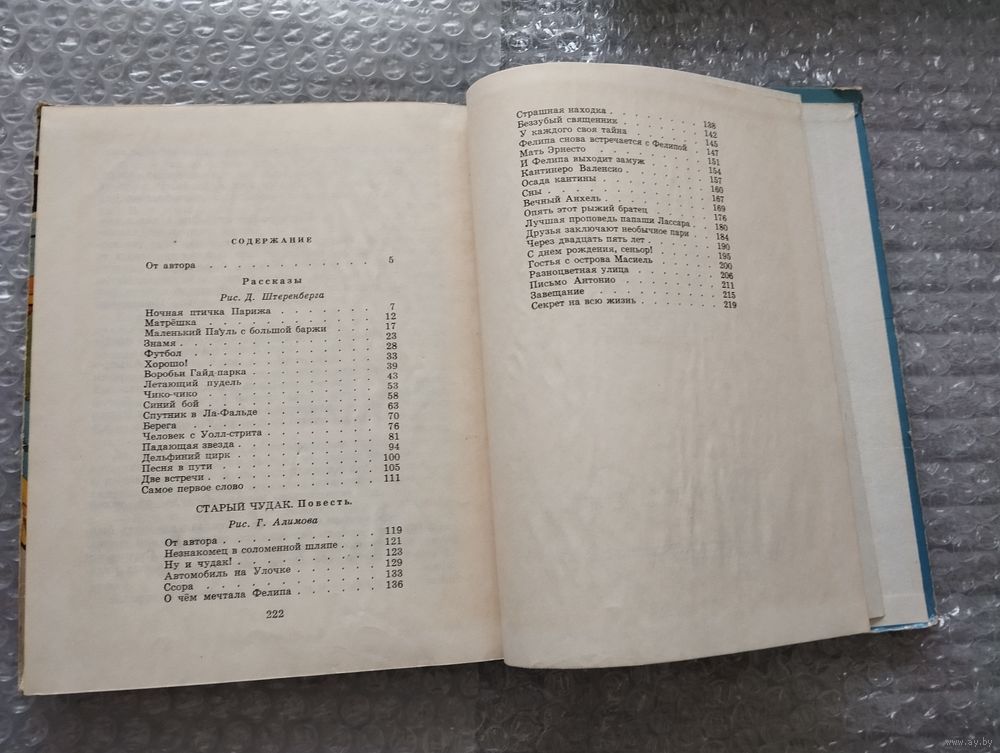 СОДЕРЖАНИЕ
От автора . . . . . . . . . . . . . 5
Рассказы
Рис. Д. Штеренберга
Ночная птичка Парижа . . . . . . . . 7
Матрёшка . . . . . . . . . . . . 12
Маленький Пауль с большой баржи . . . . 17
Знамя . . . . . . . . . . . . . 23
Футбол . . . . . . . . . . . . . 28
Хорошо! . . . . . . . . . . . . 33
Воробьи Гайд-парка . . . . . . . . . 39
Летающий пудель . . . . . . . . . . 43
Чико-чико . . . . . . . . . . . . 53
Синий бой . . . . . . . . . . . . 58
Спутник в Ла-Фальде . . . . . . . . . 63
Берега . . . . . . . . . . . . . 70
Человек с Уолл-стрита . . . . . . . . 76
Падающая звезда . . . . . . . . . . 81
Дельфиний цирк . . . . . . . . . . 94
Песня в пути . . . . . . . . . . . 100
Две встречи . . . . . . . . . . . 105
Самое первое слово . . . . . . . . . 111
СТАРЫЙ ЧУДАК. Повесть.
Рис. Г. Алимова
От автора . . . . . . . . . . . . 119
Незнакомец в соломенной шляпе . . . 121
Ну и чудак! . . . . . . . . . . . 123
Автомобиль на Улочке . . . . . . . 129
Ссора . . . . . . . . . . . . . 133
О чём мечтала Фелипа . . . . . . . 136
222
Страшная находка . . . . . . . . 138
Беззубый священник . . . . . . . 142
У каждого своя тайна . . . . . . 145
Фелипа снова встречается с Фелипой . 147
Мать Эрнесто . . . . . . . . . 151
И Фелипа выходит замуж . . . . . 154
Кантинеро Валенсио . . . . . . . 157
Осада кантины . . . . . . . . . 160
Сны . . . . . . . . . . . . . 167
Вечный Анхель . . . . . . . . . 169
Опять этот рыжий братец . . . . . 176
Лучшая проповедь папаши Лассара . . 180
Друзья заключают необычное пари . . 184
Через двадцать пять лет . . . . . 190
С днем рождения, сеньор! . . . . . 195
Гостья с острова Масиель . . . . . 200
Разноцветная улица . . . . . . . 206
Письмо Антонио . . . . . . . . 211
Завещание . . . . . . . . . . 215
Секрет на всю жизнь . . . . . . 219
www.ay.by